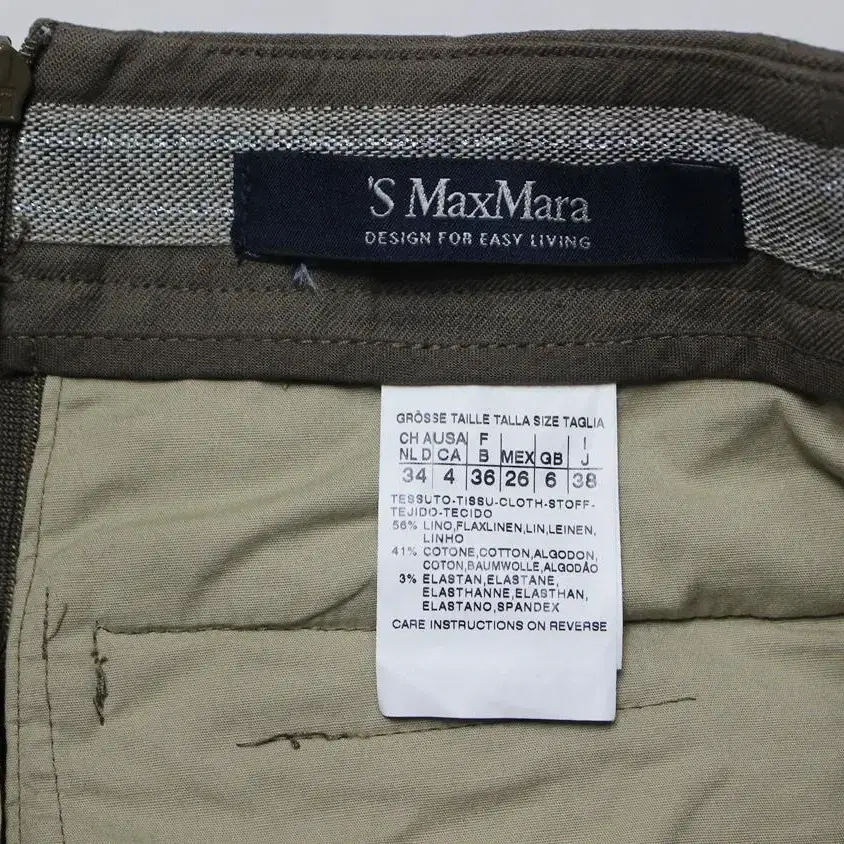 'S MaxMara
DESIGN FOR EASY LIVING
GRÖSSE TAILLE TALLA SIZE TAGLIA
CH A USA F I
NL D CA B MEX GB J
34 4 36 26 6 38
TESSUTO-TISSU-CLOTH-STOFF-
TEJIDO-TECIDO
56% LINO,FLAXLINEN,LIN,LEINEN,
LINHO
41% COTONE,COTTON,ALGODON,
COTON,BAUMWOLLE,ALGODÃO
3% ELASTAN,ELASTANE,
ELASTHANNE,ELASTHAN,
ELASTANO,SPANDEX
CARE INSTRUCTIONS ON REVERSE